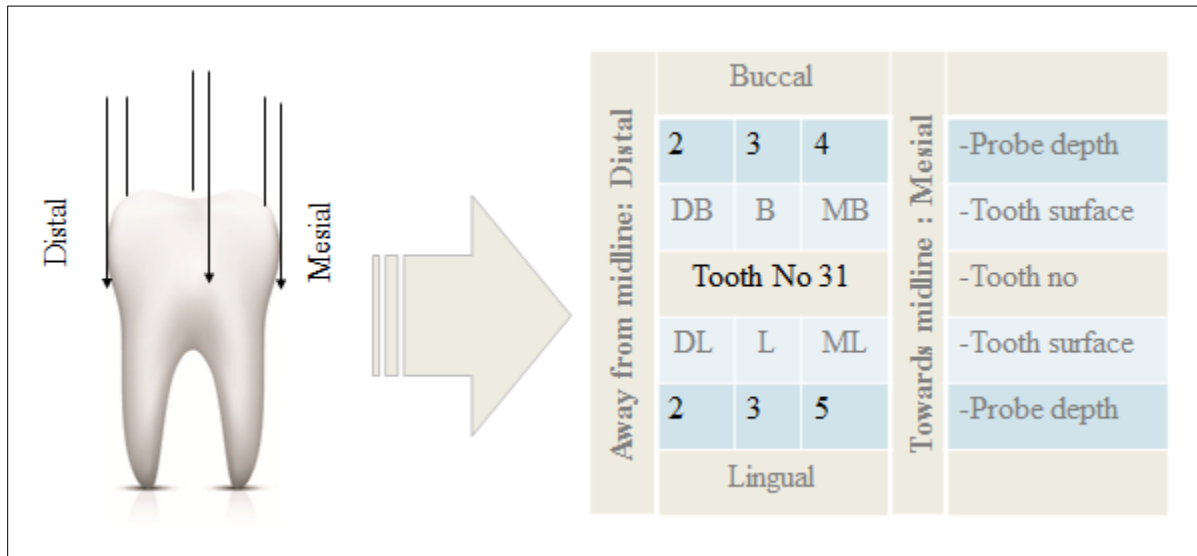 Distal
Mesial
Away from midline: Distal
Buccal
2 3 4
DB B MB
Tooth No 31
DL L ML
2 3 5
Lingual
Towards midline : Mesial
-Probe depth
-Tooth surface
-Tooth no
-Tooth surface
-Probe depth